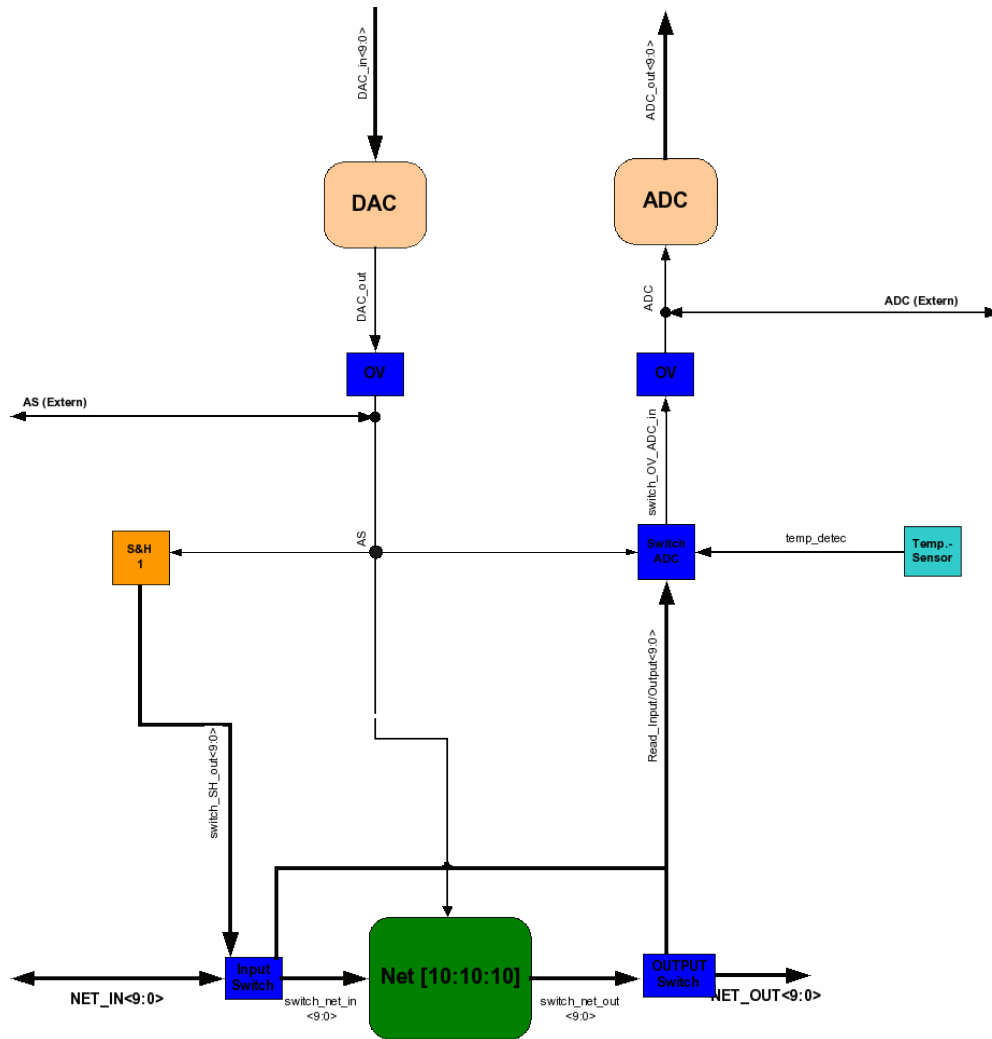 DAC_in<9:0>
ADC_out<9:0>
DAC
ADC
DAC_out
ADC
ADC (Extern)
OV
OV
AS (Extern)
switch_OV_ADC_in
S&H
1
AS
Switch
ADC
temp_detec
Temp.-
Sensor
switch_SH_out<9:0>
Read_Input/Output<9:0>
Input
Switch
Net [10:10:10]
OUTPUT
Switch
NET_IN<9:0>
switch_net_in
<9:0>
switch_net_out
<9:0>
NET_OUT<9:0>